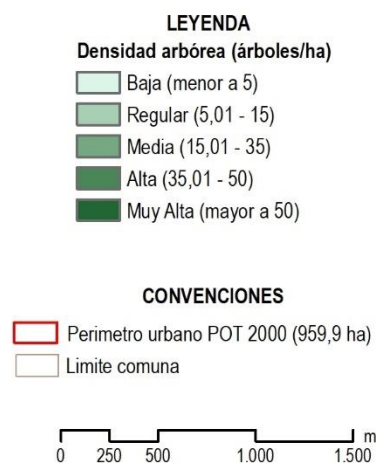 LEYENDA
Densidad arbórea (árboles/ha)
Baja (menor a 5)
Regular (5,01 - 15)
Media (15,01 - 35)
Alta (35,01 - 50)
Muy Alta (mayor a 50)
CONVENCIONES
Perimetro urbano POT 2000 (959,9 ha)
Limite comuna
m
0 250 500 1.000 1.500